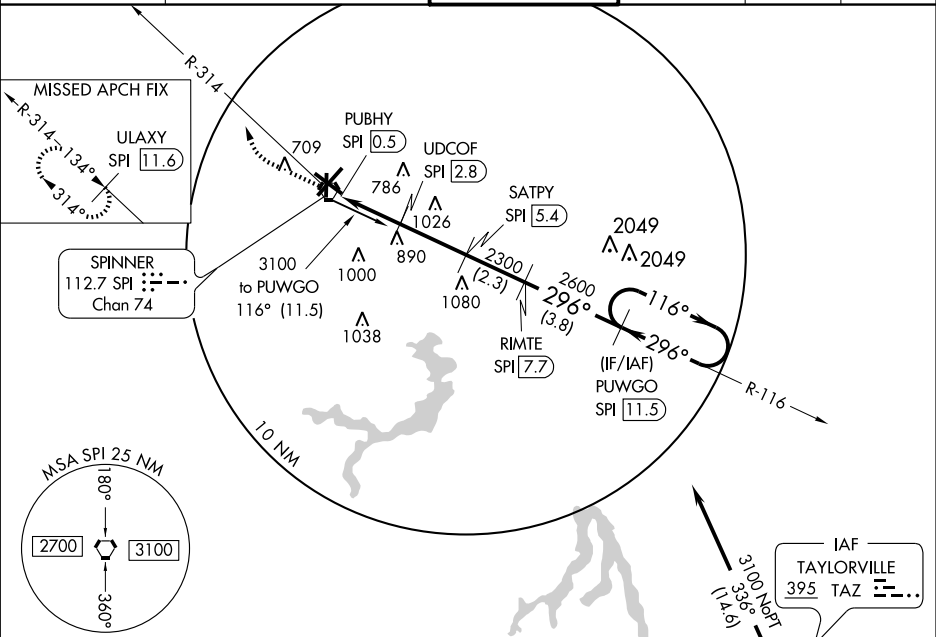 R-314
MISSED APCH FIX
R-314
134°
314°
ULAXY
SPI 11.6
709
PUBHY
SPI 0.5
786
UDCOF
SPI 2.8
1026
SATPY
SPI 5.4
2049
2049
SPINNER
112.7 SPI
Chan 74
3100
to PUWGO
116° (11.5)
1000
890
1038
1080
2300
(2.3)
2600
296°
(3.8)
116°
296°
RIMTE
SPI 7.7
(IF/IAF)
PUWGO
SPI 11.5
R-116
10 NM
MSA SPI 25 NM
180°
2700
3100
360°
3100 NoPT
336°
(14.6)
IAF
TAYLORVILLE
395 TAZ